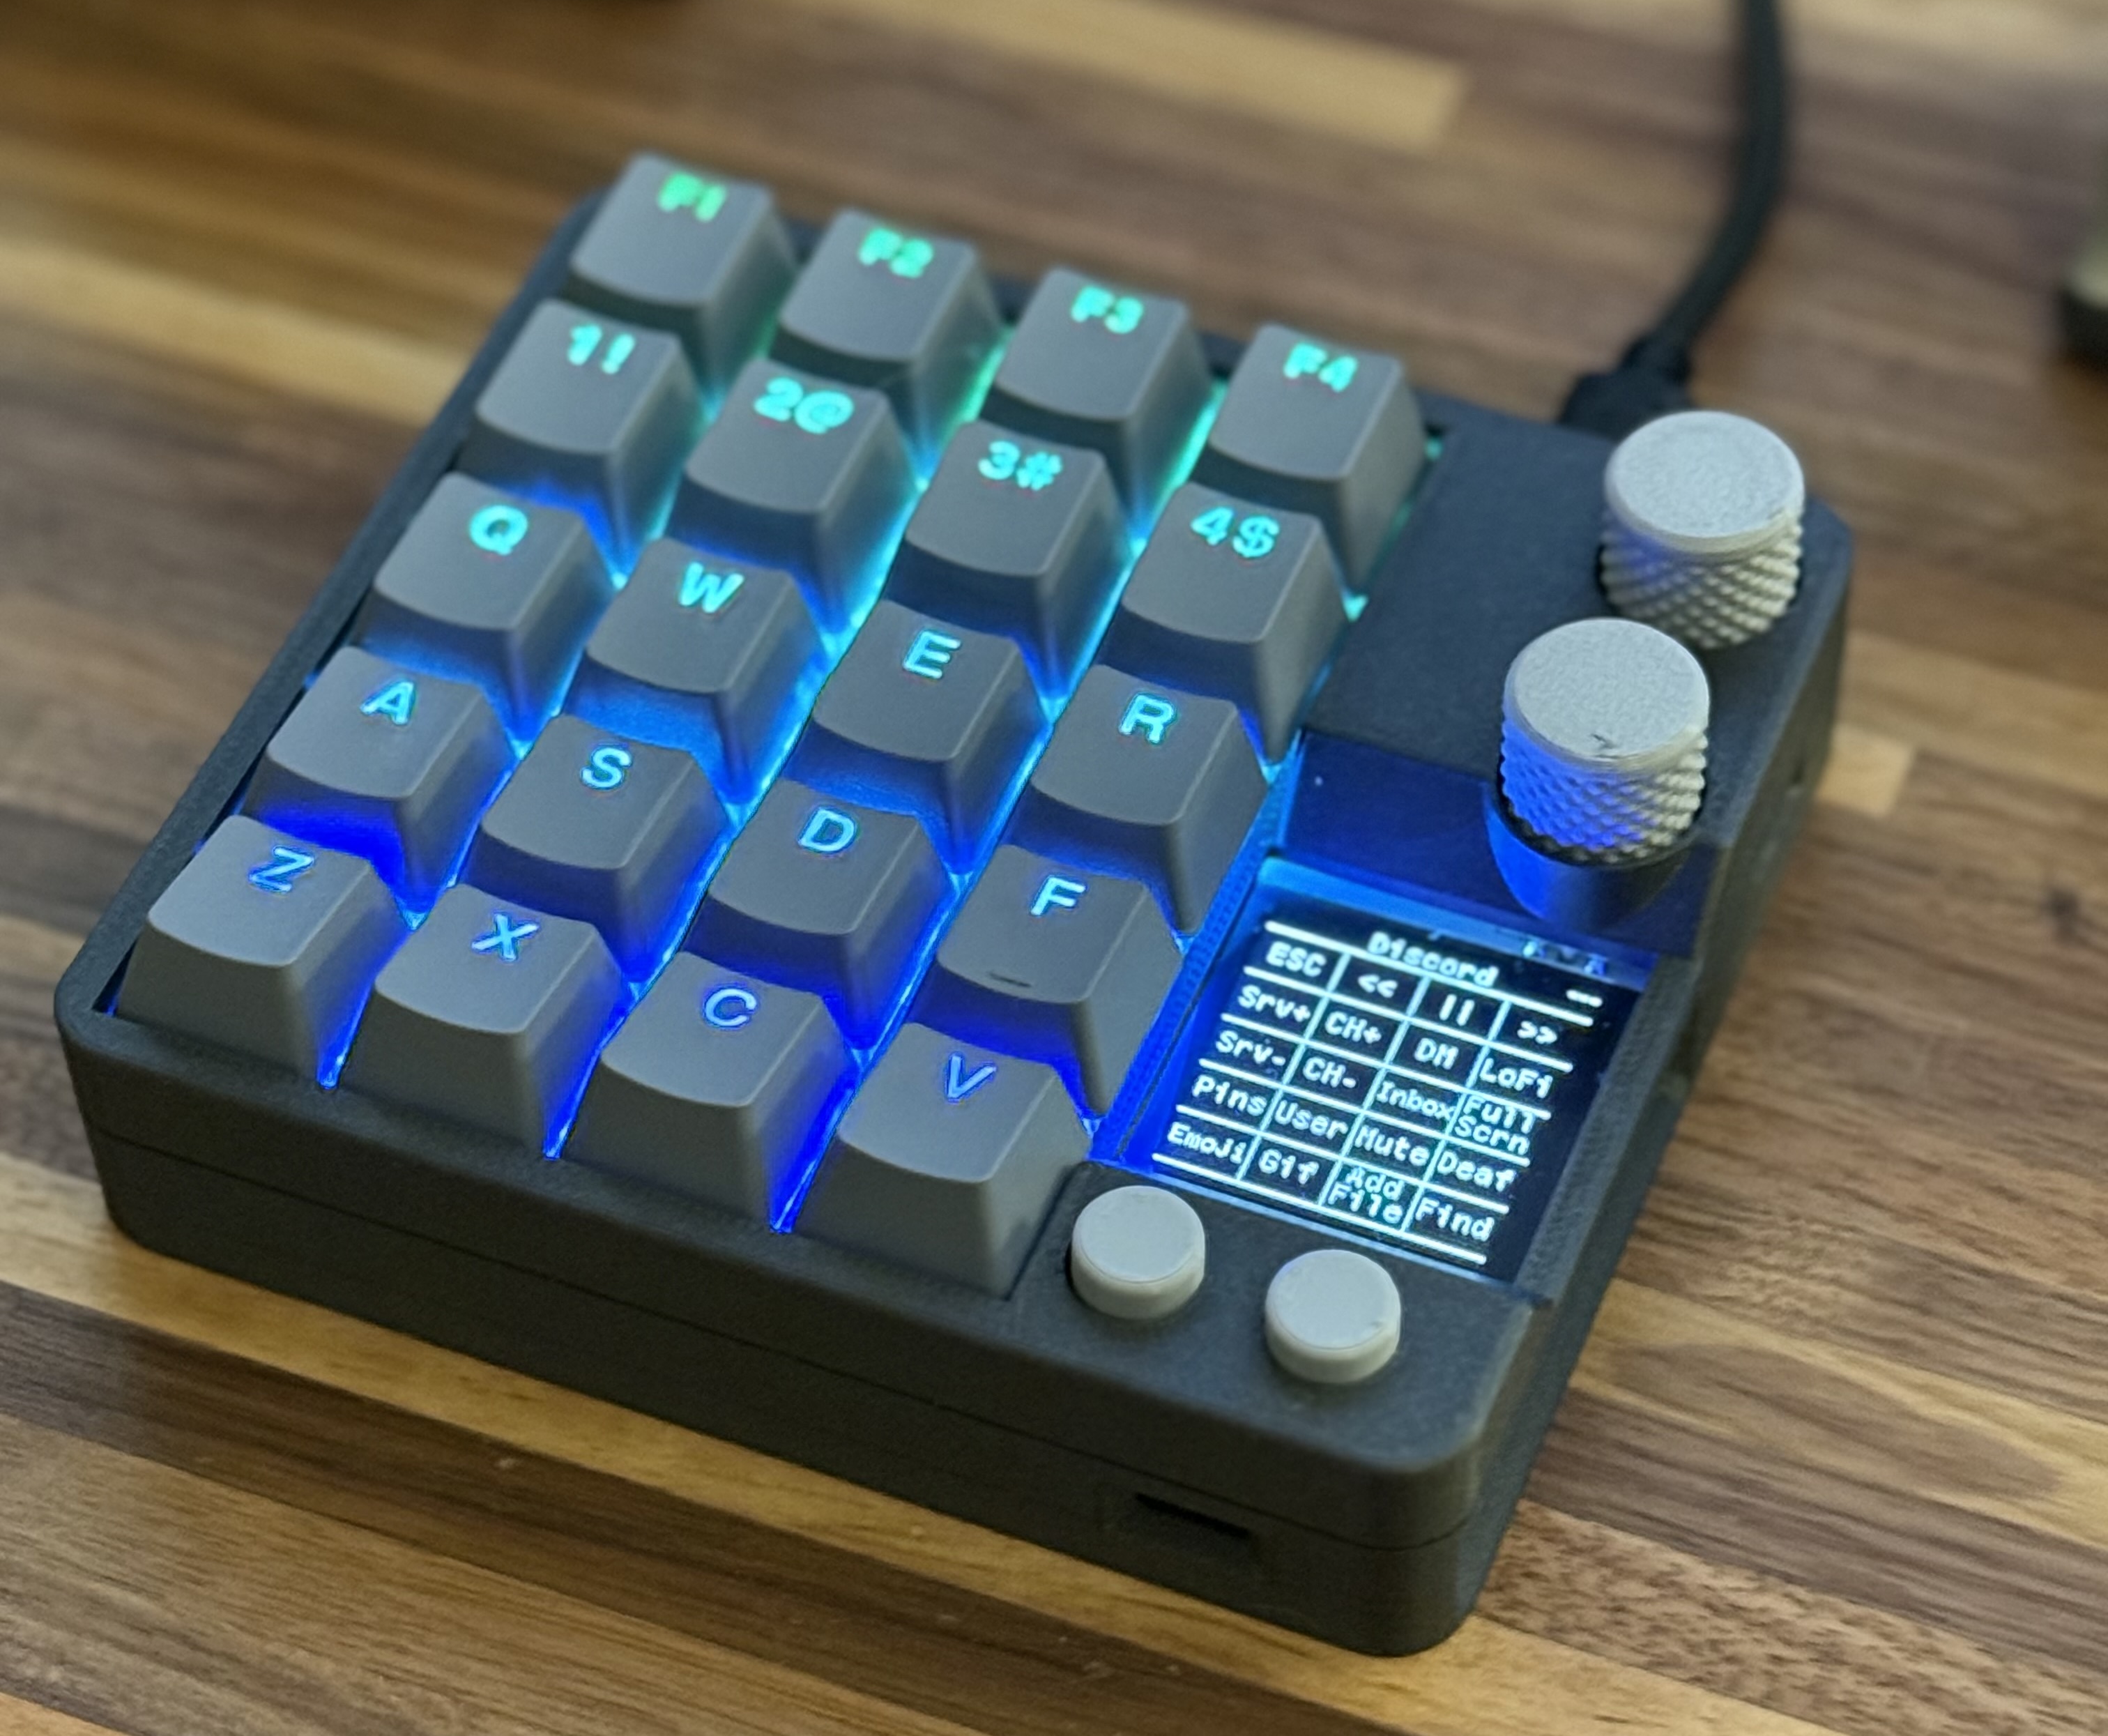 F1 F2 F3 F4
1! 2@ 3# 4$
Q W E R
A S D F
Z X C V
Discord
ESC << || >>
Srv+ CH+ DM LoFi
Srv- CH- Inbox Full Scrn
Pins User Mute Deaf
Emoji Gif Add File Find